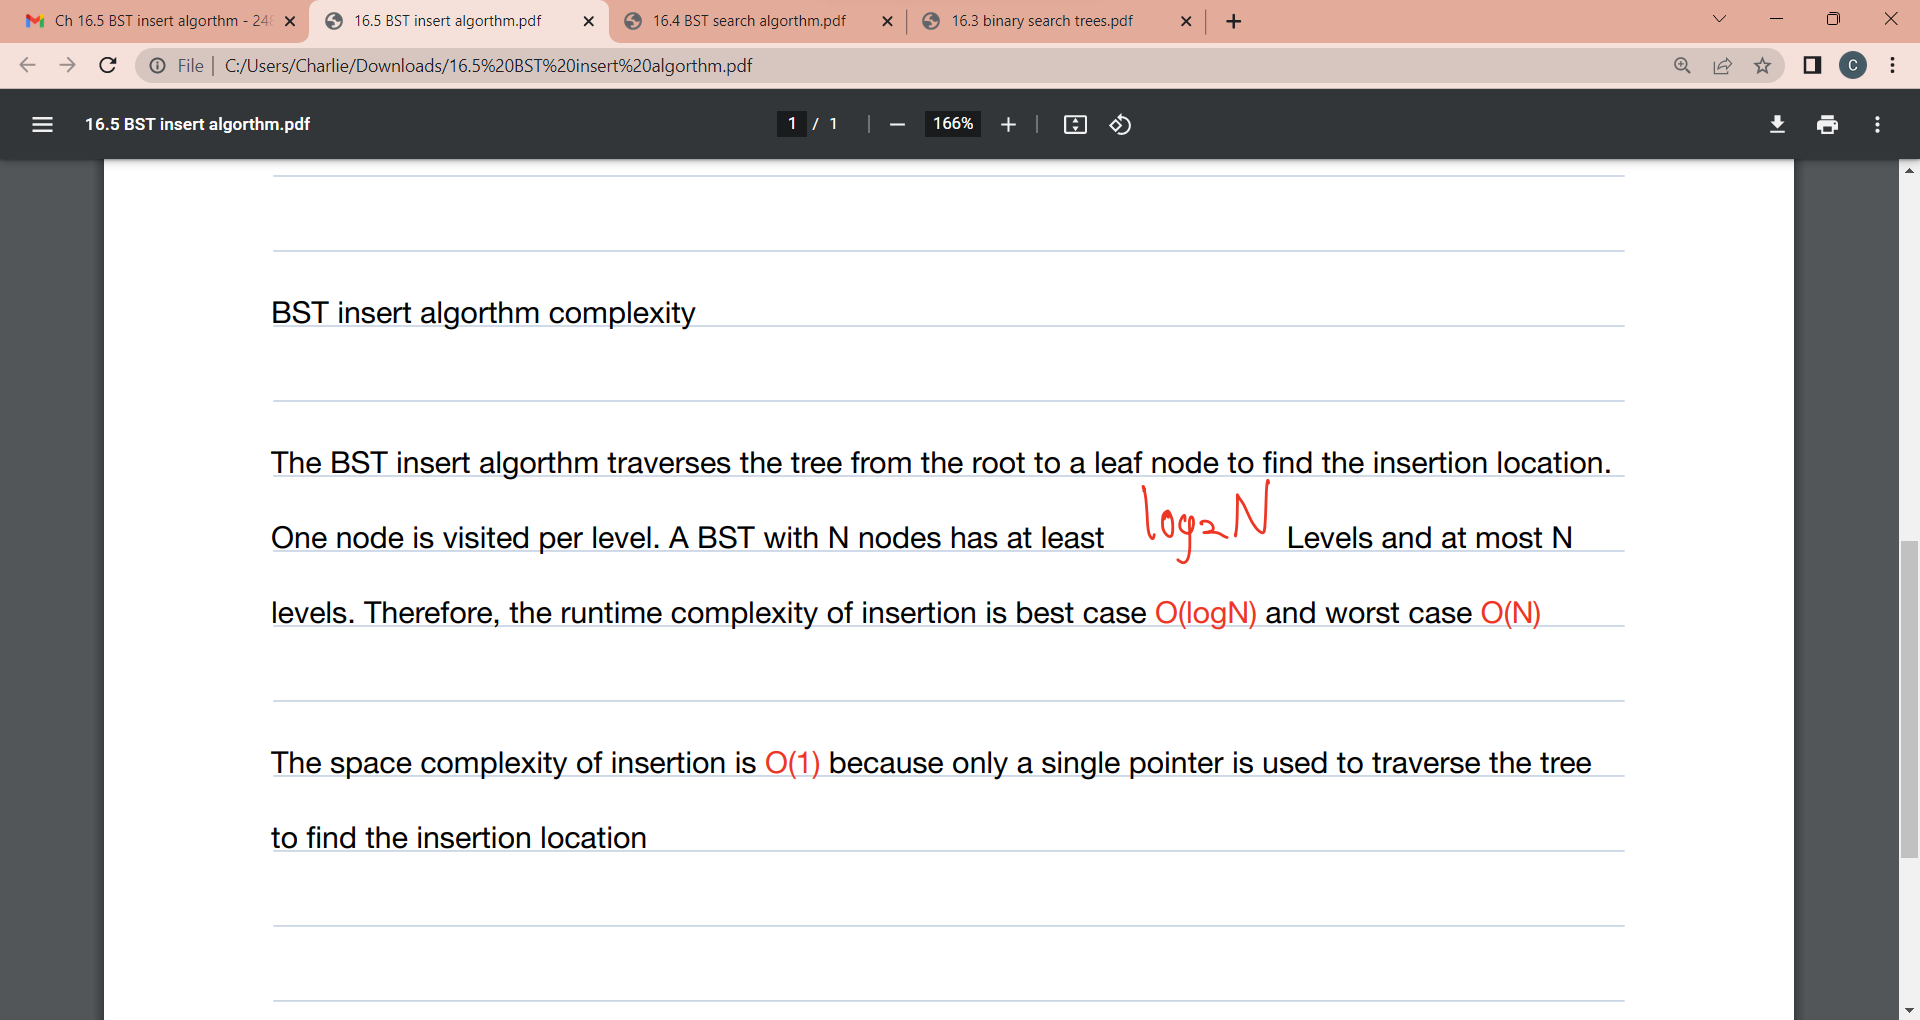 Ch 16.5 BST insert algorthm - 248
16.5 BST insert algorthm.pdf
16.4 BST search algorthm.pdf
16.3 binary search trees.pdf
File
C:/Users/Charlie/Downloads/16.5%20BST%20insert%20algorthm.pdf
C
16.5 BST insert algorthm.pdf
1 / 1
166%
BST insert algorthm complexity
The BST insert algorthm traverses the tree from the root to a leaf node to find the insertion location.
One node is visited per level. A BST with N nodes has at least log2N Levels and at most N
levels. Therefore, the runtime complexity of insertion is best case O(logN) and worst case O(N)
The space complexity of insertion is O(1) because only a single pointer is used to traverse the tree
to find the insertion location